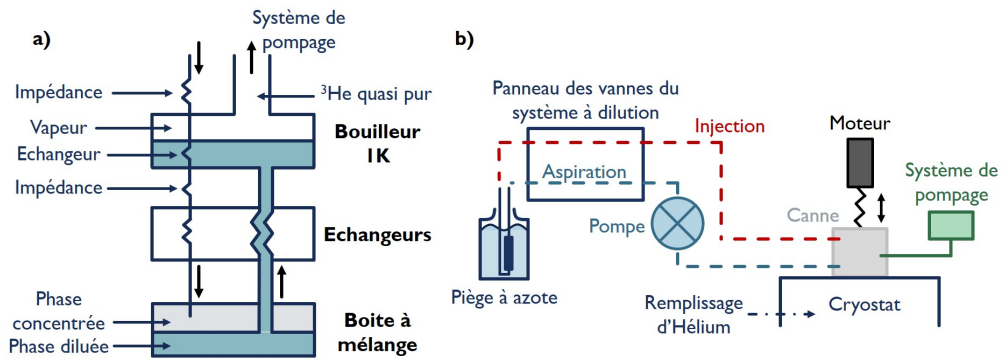 a)
Système de
pompage
Impédance
³He quasi pur
Vapeur
Bouilleur
1K
Echangeur
Impédance
Echangeurs
Phase
concentrée
Phase diluée
Boite à
mélange
b)
Panneau des vannes du
système à dilution
Injection
Moteur
Aspiration
Système de
pompage
Pompe
Canne
Piège à azote
Remplissage
d'Hélium
Cryostat